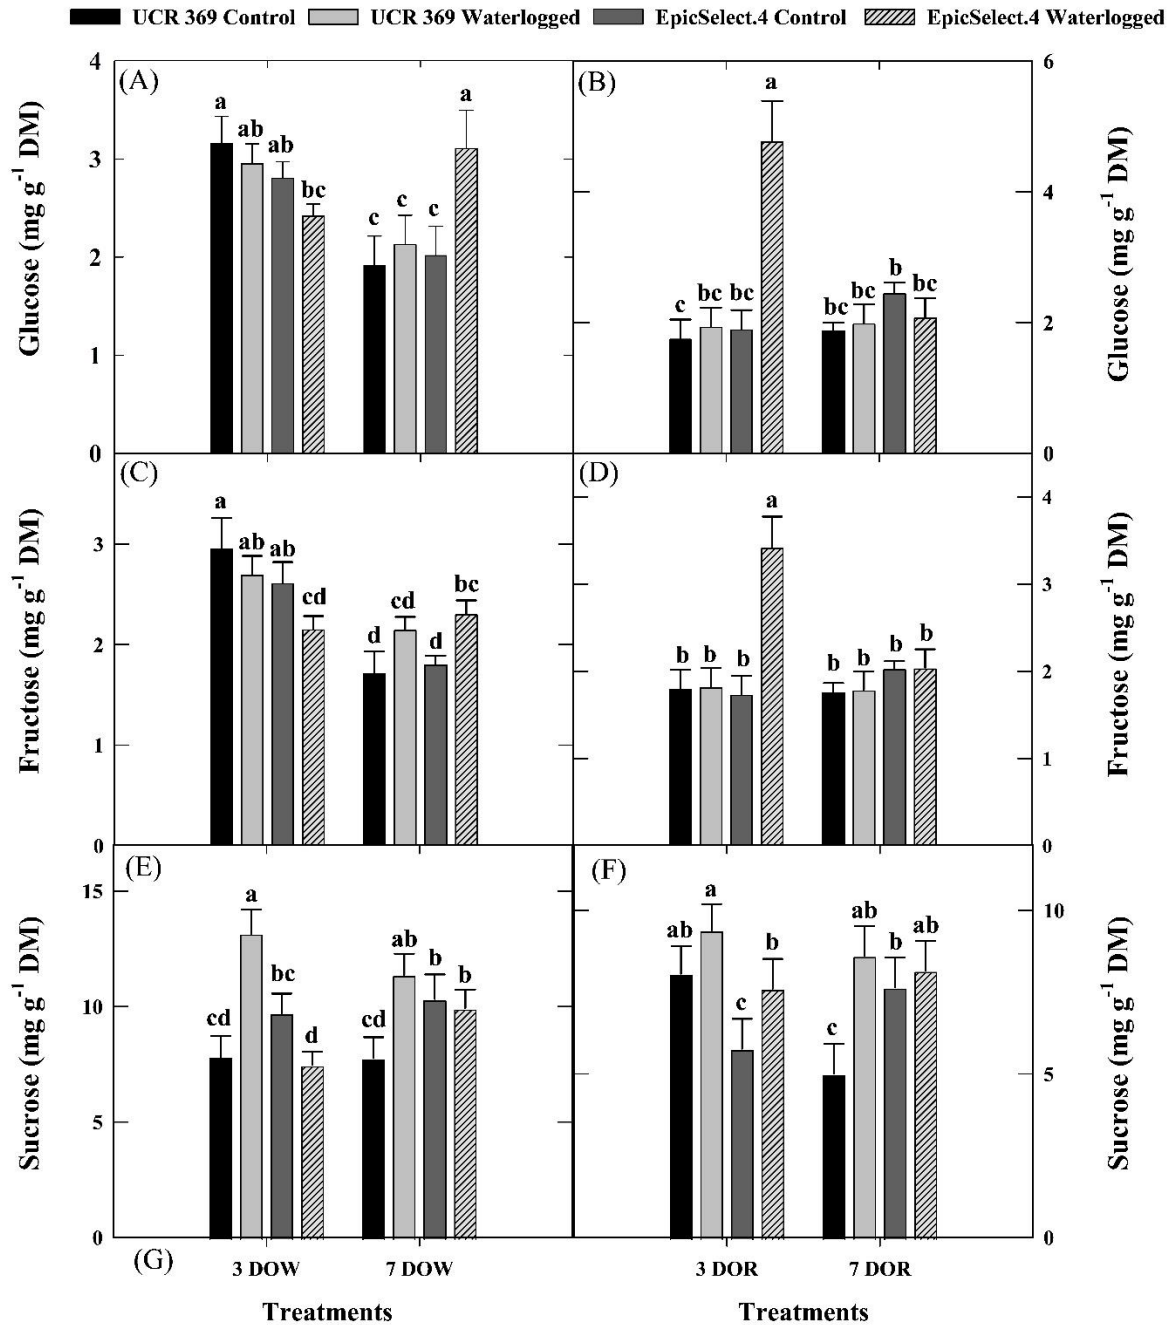 UCR 369 Control UCR 369 Waterlogged EpicSelect.4 Control EpicSelect.4 Waterlogged
(A)
Glucose (mg g-1 DM)
4
3
2
1
0
a ab ab bc c c c a
(B)
c bc bc a bc bc b bc
6
4
2
0
Glucose (mg g-1 DM)
(C)
Fructose (mg g-1 DM)
3
2
1
0
a ab ab cd d cd d bc
(D)
b b b a b b b b
4
3
2
1
0
Fructose (mg g-1 DM)
(E)
Sucrose (mg g-1 DM)
15
10
5
0
cd a bc d cd ab b b
(F)
ab a c b c ab b ab
10
5
0
Sucrose (mg g-1 DM)
(G)
3 DOW 7 DOW 3 DOR 7 DOR
Treatments Treatments